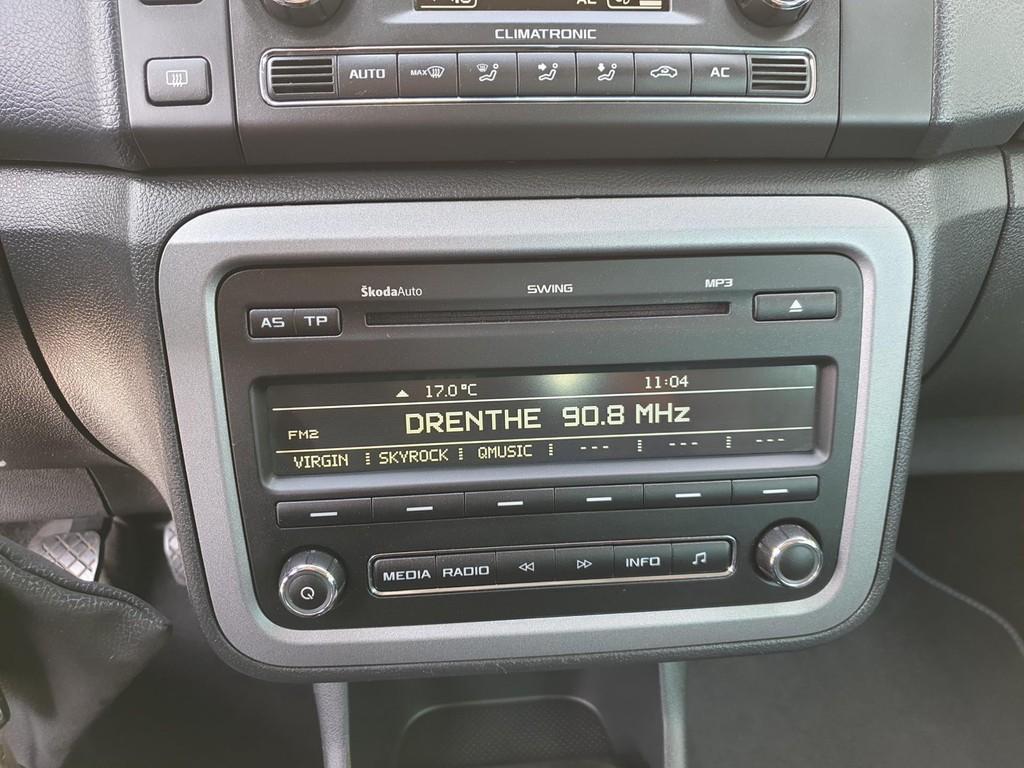 CLIMATRONIC
AUTO MAX AC
ŠkodaAuto SWING MP3
AS TP
17.0°C 11:04
DRENTHE 90.8 MHz
FM2
VIRGIN SKYROCK QMUSIC --- --- ---
MEDIA RADIO INFO